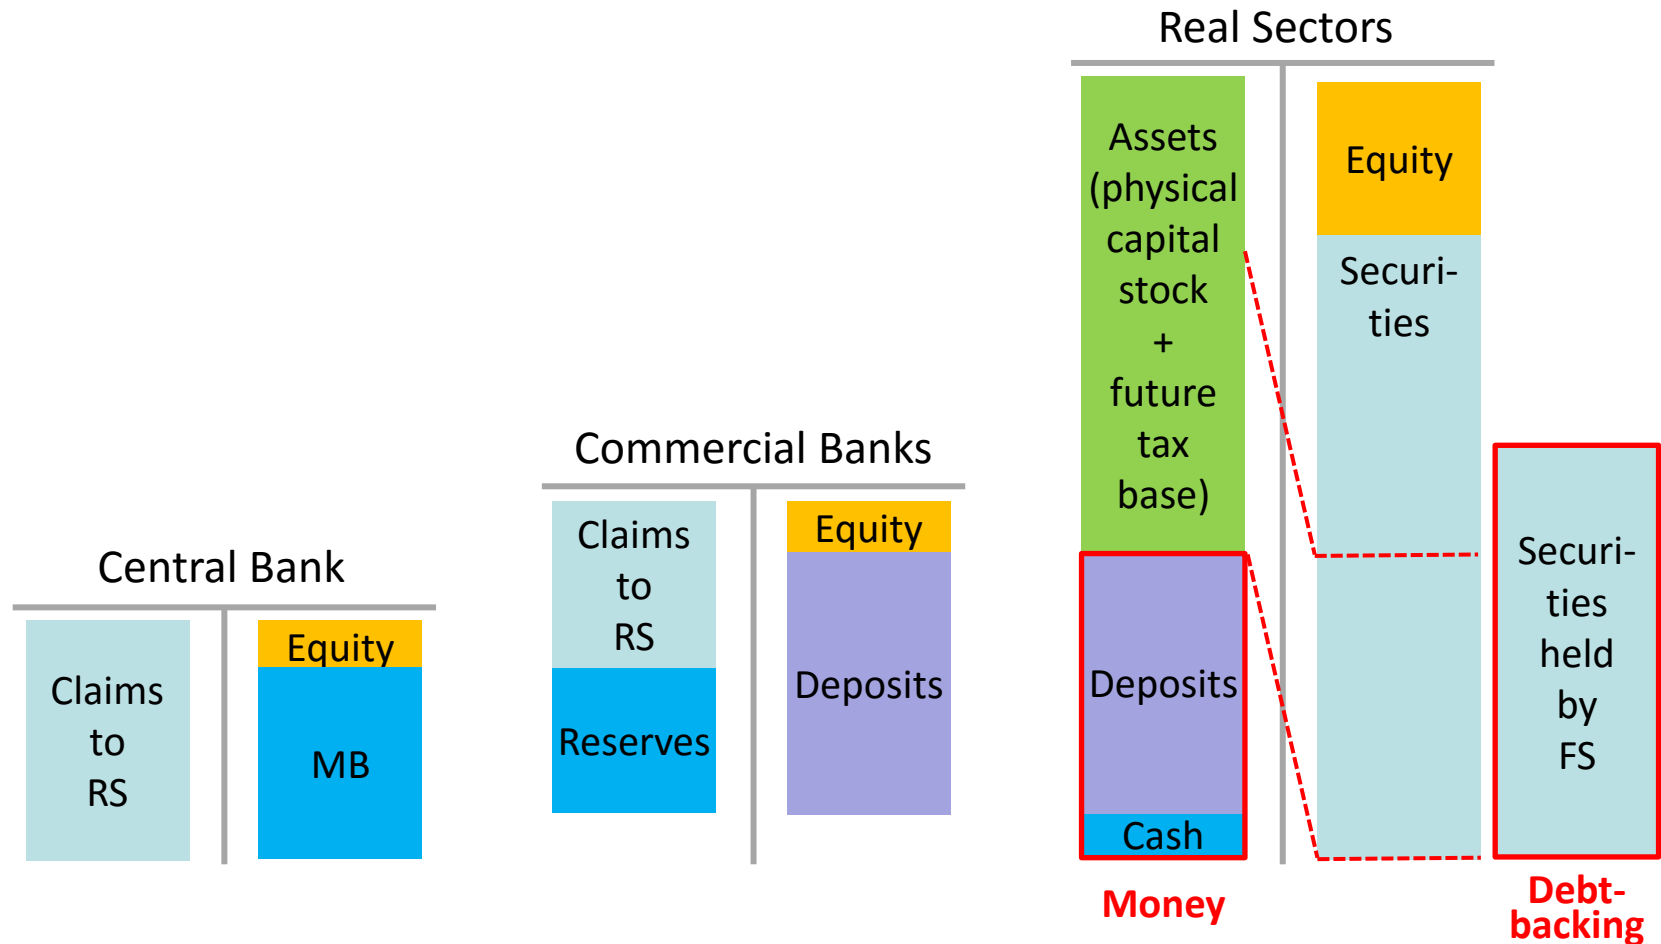 Central Bank
Claims
to
RS
Equity
MB
Commercial Banks
Claims
to
RS
Reserves
Equity
Deposits
Real Sectors
Assets
(physical
capital
stock
+
future
tax
base)
Deposits
Cash
Money
Equity
Securi-
ties
Securi-
ties
held
by
FS
Debt-
backing